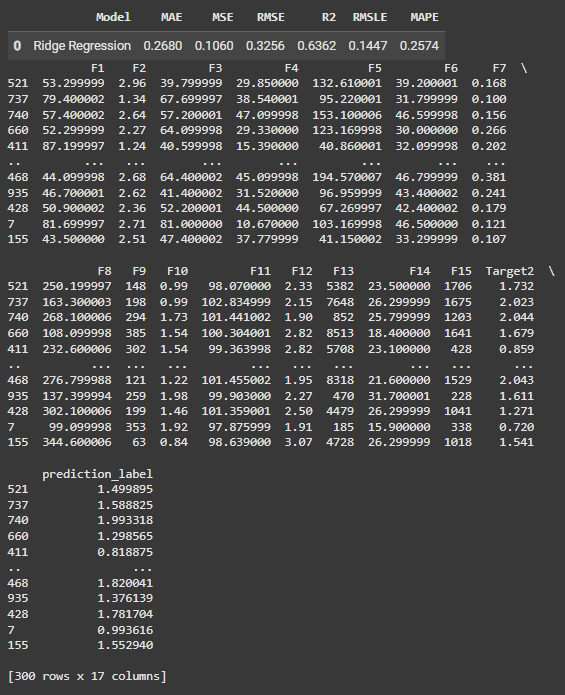 Model MAE MSE RMSE R2 RMSLE MAPE
0 Ridge Regression 0.2680 0.1060 0.3256 0.6362 0.1447 0.2574
F1 F2 F3 F4 F5 F6 F7 \
521 53.299999 2.96 39.799999 29.850000 132.610001 39.200001 0.168
737 79.400002 1.34 67.699997 38.540001 95.220001 31.799999 0.100
740 57.400002 2.64 57.200001 47.099998 153.100006 46.599998 0.156
660 52.299999 2.27 64.099998 29.330000 123.169998 30.000000 0.266
411 87.199997 1.24 40.599998 15.390000 40.860001 32.099998 0.202
.. ... ... ... ... ... ... ...
468 44.099998 2.68 64.400002 45.099998 194.570007 46.799999 0.381
935 46.700001 2.62 41.400002 31.520000 96.959999 43.400002 0.241
428 50.900002 2.36 52.200001 44.500000 67.269997 42.400002 0.179
7 81.699997 2.71 81.000000 10.670000 103.169998 46.500000 0.121
155 43.500000 2.51 47.400002 37.779999 41.150002 33.299999 0.107
F8 F9 F10 F11 F12 F13 F14 F15 Target2 \
521 250.199997 148 0.99 98.070000 2.33 5382 23.500000 1706 1.732
737 163.300003 198 0.99 102.834999 2.15 7648 26.299999 1675 2.023
740 268.100006 294 1.73 101.441002 1.90 852 25.799999 1203 2.044
660 108.099998 385 1.54 100.304001 2.82 8513 18.400000 1641 1.679
411 232.600006 302 1.54 99.363998 2.82 5708 23.100000 428 0.859
.. ... ... ... ... ... ... ... ... ...
468 276.799988 121 1.22 101.455002 1.95 8318 21.600000 1529 2.043
935 137.399994 259 1.98 99.903000 2.27 470 31.700001 228 1.611
428 302.100006 199 1.46 101.359001 2.50 4479 26.299999 1041 1.271
7 99.099998 353 1.92 97.875999 1.91 185 15.900000 338 0.720
155 344.600006 63 0.84 98.639000 3.07 4728 26.299999 1018 1.541
prediction_label
521 1.499895
737 1.588825
740 1.993318
660 1.298565
411 0.818875
.. ...
468 1.820041
935 1.376139
428 1.781704
7 0.993616
155 1.552940
[300 rows x 17 columns]